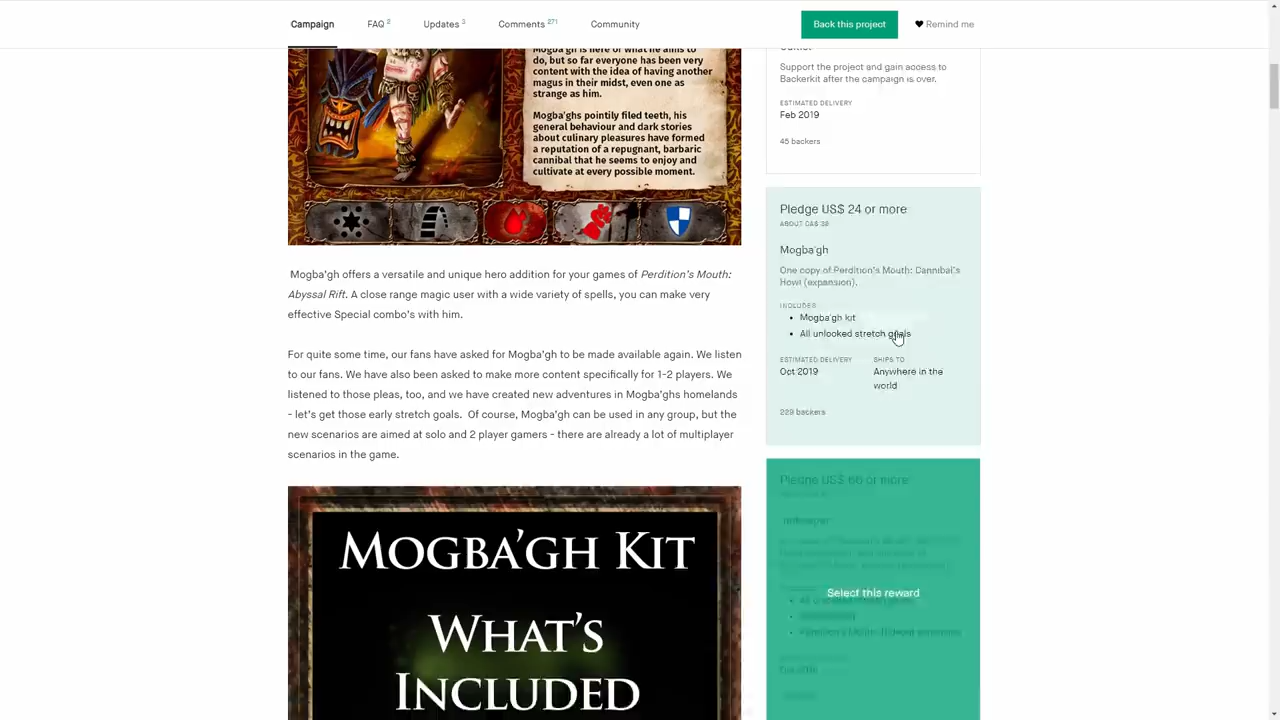 Campaign
FAQ 2
Updates 3
Comments 271
Community
Back this project
Remind me
Mogba'gh is here or what he aims to
do, but so far everyone has been very
content with the idea of having another
magus in their midst, even one as
strange as him.
Mogba'ghs pointily filed teeth, his
general behaviour and dark stories
about culinary pleasures have formed
a reputation of a repugnant, barbaric
cannibal that he seems to enjoy and
cultivate at every possible moment.
Mogba'gh offers a versatile and unique hero addition for your games of Perdition's Mouth:
Abyssal Rift. A close range magic user with a wide variety of spells, you can make very
effective Special combo's with him.
For quite some time, our fans have asked for Mogba'gh to be made available again. We listen
to our fans. We have also been asked to make more content specifically for 1-2 players. We
listened to those pleas, too, and we have created new adventures in Mogba'ghs homelands
- let's get those early stretch goals. Of course, Mogba'gh can be used in any group, but the
new scenarios are aimed at solo and 2 player gamers - there are already a lot of multiplayer
scenarios in the game.
MOGBA'GH KIT
WHAT'S
INCLUDED
Support the project and gain access to
Backerkit after the campaign is over.
ESTIMATED DELIVERY
Feb 2019
45 backers
Pledge US$ 24 or more
ABOUT CA$ 32
Mogba'gh
One copy of Perdition's Mouth: Cannibal's
Howl (expansion).
INCLUDES:
Mogba'gh kit
All unlooked stretch goals
ESTIMATED DELIVERY
Oct 2019
SHIPS TO
Anywhere in the
world
229 backers
Pledge US$ 66 or more
Select this reward